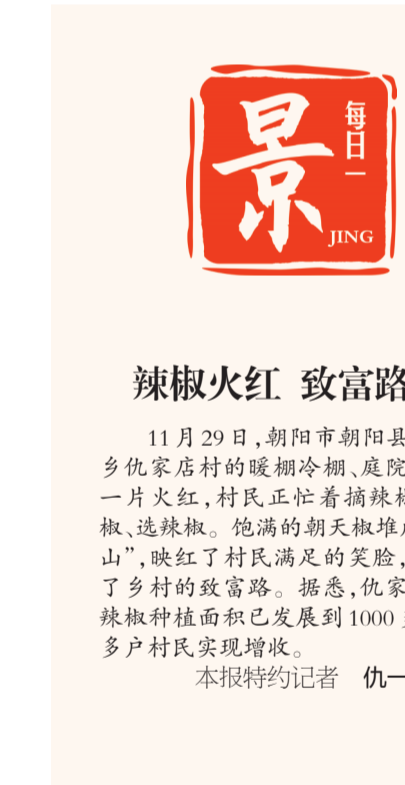 每日一
景
JING
辣椒火红 致富路
11月29日,朝阳市朝阳县
乡仇家店村的暖棚冷棚、庭院
一片火红,村民正忙着摘辣椒
椒、选辣椒。饱满的朝天椒堆
山”,映红了村民满足的笑脸,
了乡村的致富路。据悉,仇家
辣椒种植面积已发展到1000
多户村民实现增收。
本报特约记者 仇一